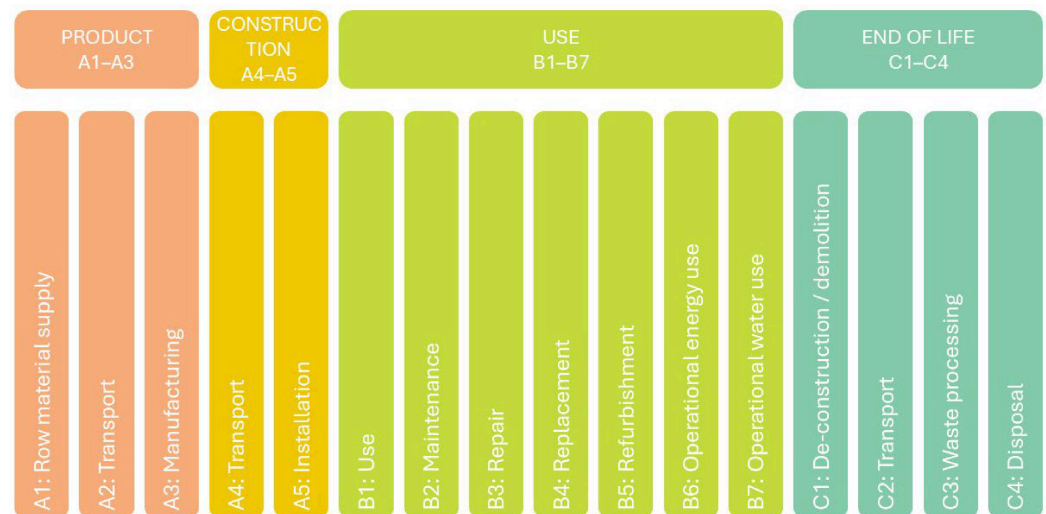 PRODUCT
A1–A3
CONSTRUC
TION
A4–A5
USE
B1–B7
END OF LIFE
C1–C4
A1: Row material supply
A2: Transport
A3: Manufacturing
A4: Transport
A5: Installation
B1: Use
B2: Maintenance
B3: Repair
B4: Replacement
B5: Refurbishment
B6: Operational energy use
B7: Operational water use
C1: De-construction / demolition
C2: Transport
C3: Waste processing
C4: Disposal